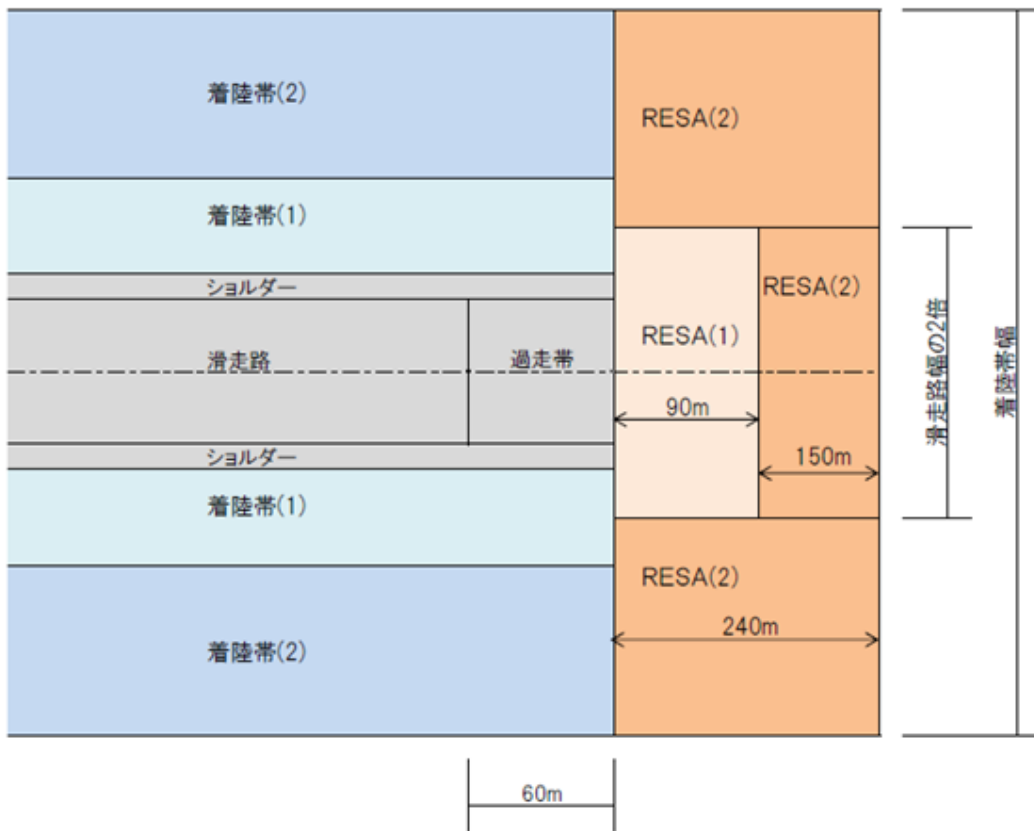 着陸帯(2)
RESA(2)
着陸帯(1)
ショルダー
RESA(2)
RESA(1)
滑走路
過走帯
90m
150m
ショルダー
着陸帯(1)
RESA(2)
240m
着陸帯(2)
60m
滑走路幅の2倍
着陸帯幅